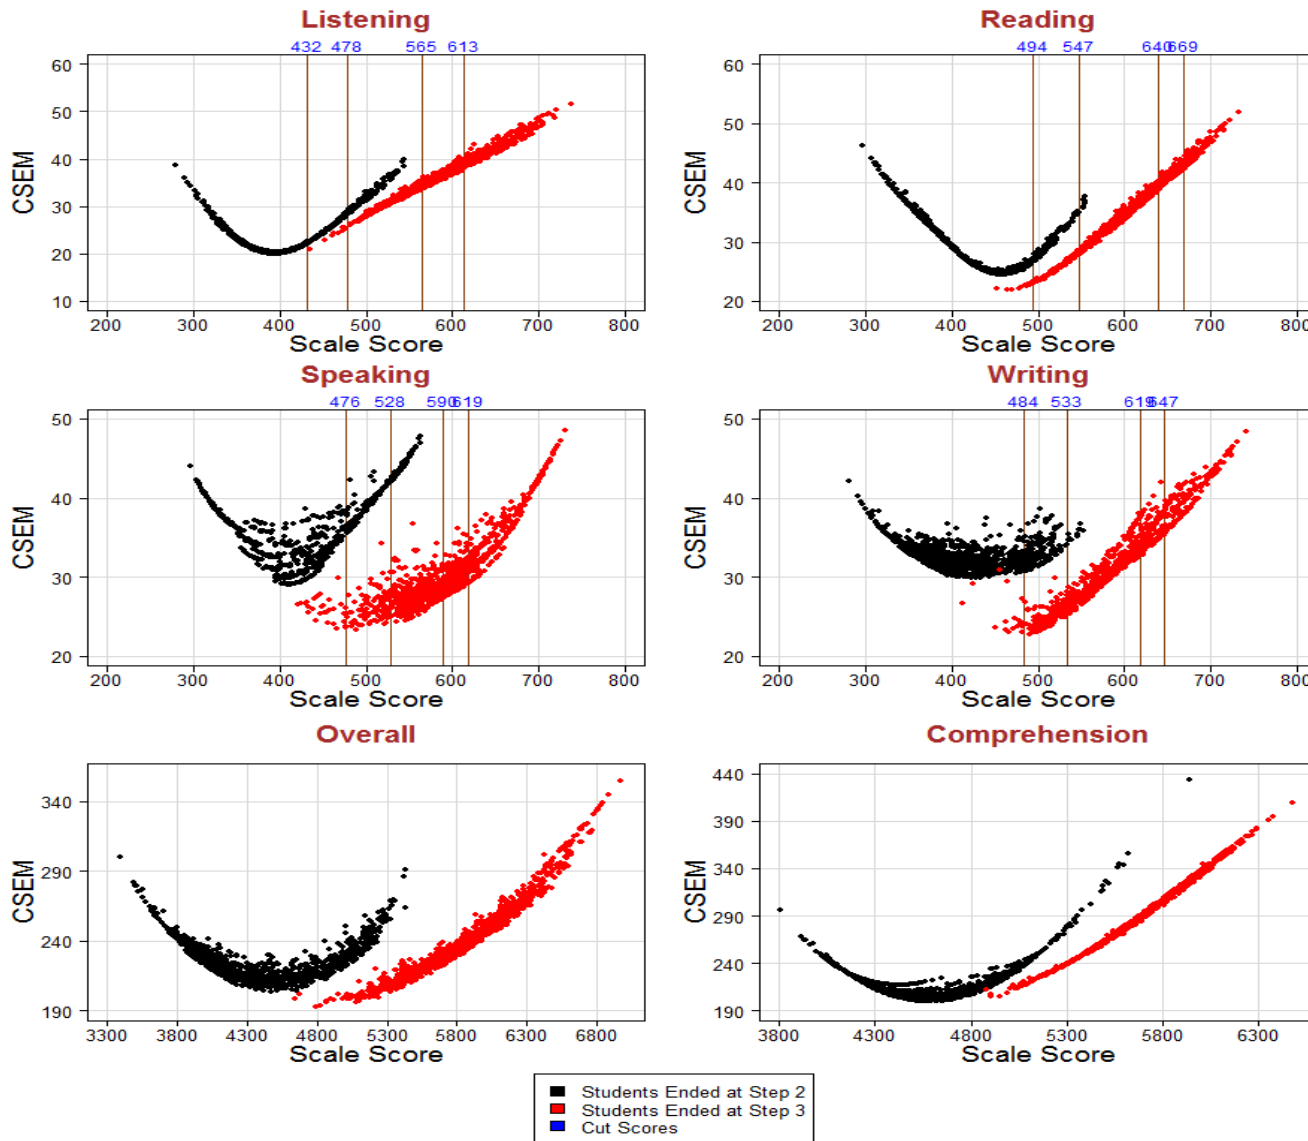 Listening
432 478 565 613
60
50
40
30
20
10
CSEM
200 300 400 500 600 700 800
Scale Score
Reading
494 547 640 669
60
50
40
30
20
CSEM
200 300 400 500 600 700 800
Scale Score
Speaking
476 528 590 619
50
40
30
20
CSEM
200 300 400 500 600 700 800
Scale Score
Writing
484 533 619 647
50
40
30
20
CSEM
200 300 400 500 600 700 800
Scale Score
Overall
340
290
240
190
CSEM
3300 3800 4300 4800 5300 5800 6300 6800
Scale Score
Comprehension
440
390
340
290
240
190
CSEM
3800 4300 4800 5300 5800 6300
Scale Score
Students Ended at Step 2
Students Ended at Step 3
Cut Scores